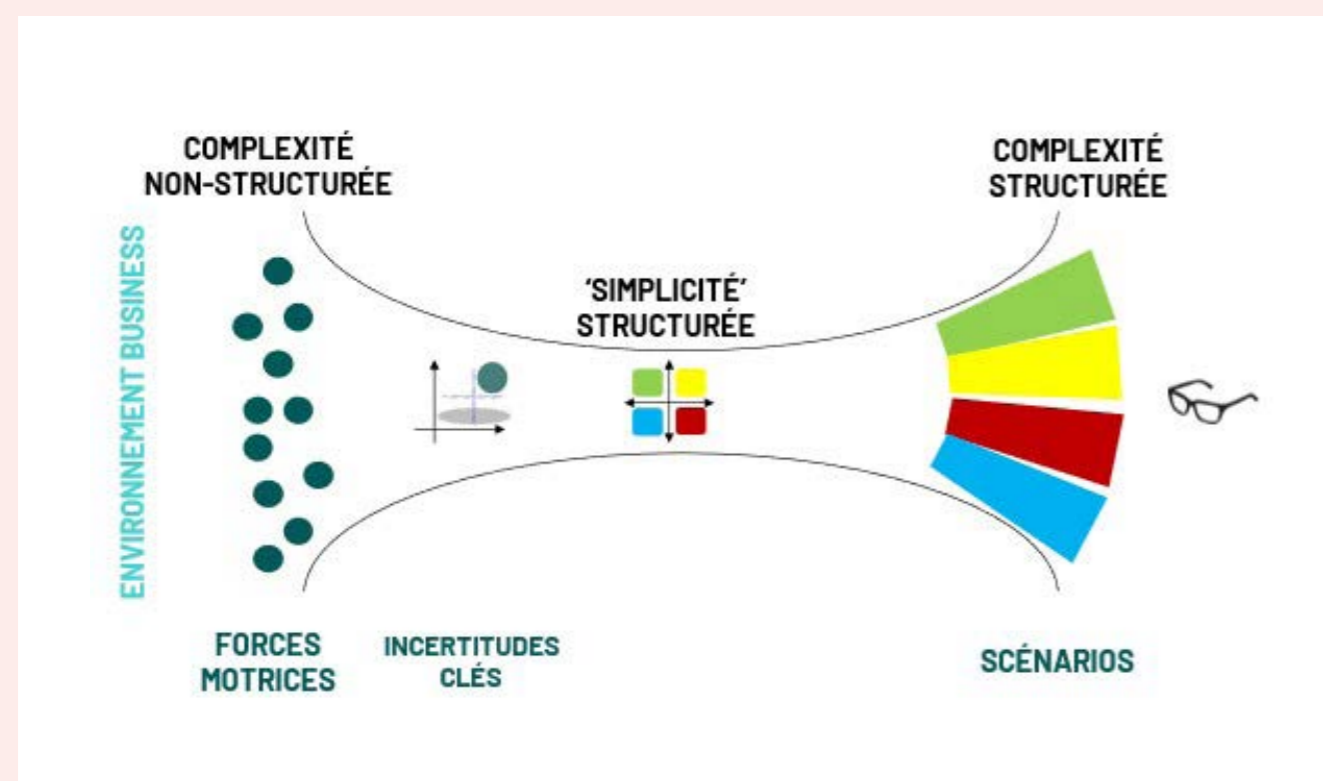 COMPLEXITÉ
NON-STRUCTURÉE
COMPLEXITÉ
STRUCTURÉE
ENVIRONNEMENT BUSINESS
‘SIMPLICITÉ’
STRUCTURÉE
FORCES
MOTRICES
INCERTITUDES
CLÉS
SCÉNARIOS